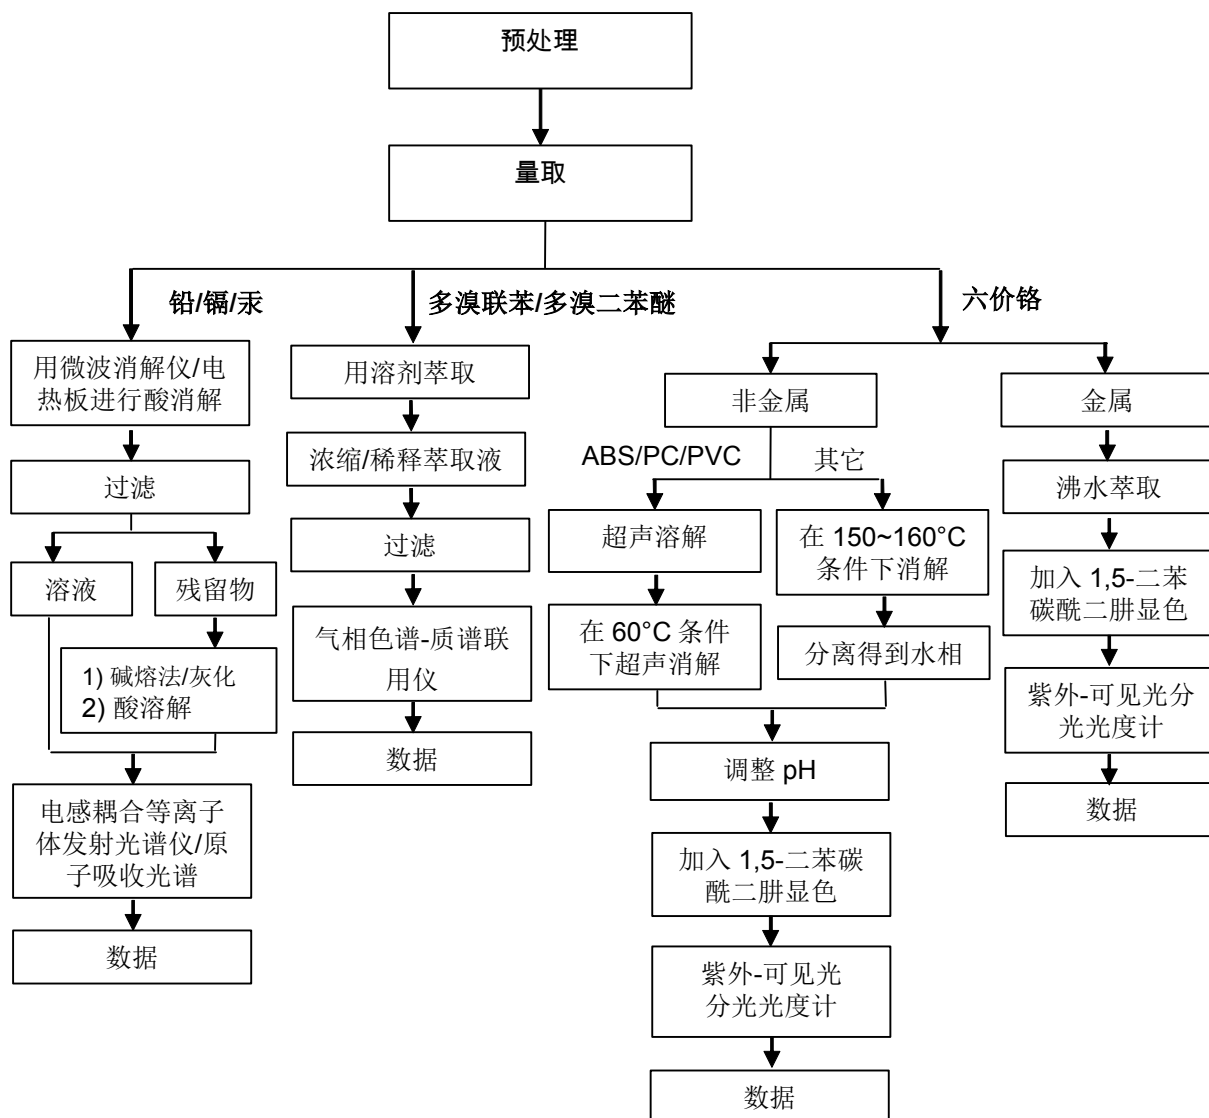 预处理
量取
铅/镉/汞
多溴联苯/多溴二苯醚
六价铬
用微波消解仪/电
热板进行酸消解
过滤
溶液
残留物
1) 碱熔法/灰化
2) 酸溶解
电感耦合等离子
体发射光谱仪/原
子吸收光谱
数据
用溶剂萃取
浓缩/稀释萃取液
过滤
气相色谱-质谱联
用仪
数据
非金属
ABS/PC/PVC
其它
超声溶解
在 60°C 条件
下超声消解
在 150~160°C
条件下消解
分离得到水相
调整 pH
加入 1,5-二苯碳
酰二肼显色
紫外-可见光
分光光度计
数据
金属
沸水萃取
加入 1,5-二苯
碳酰二肼显色
紫外-可见光分
光光度计
数据